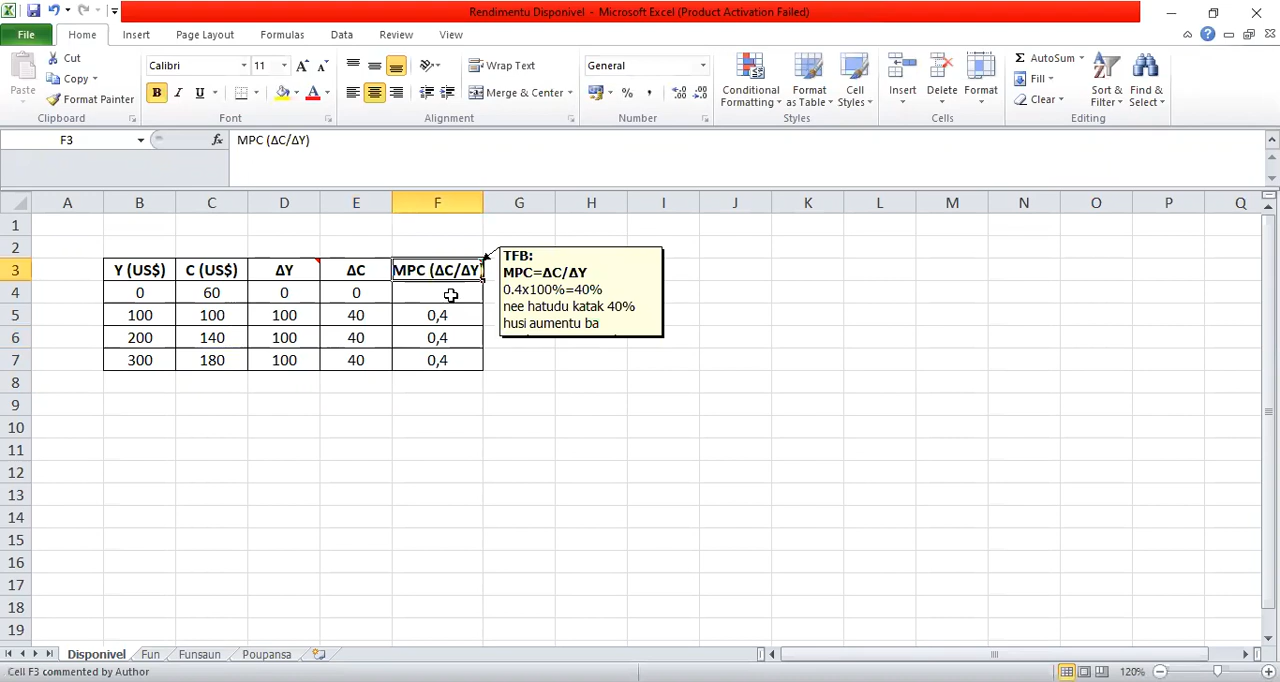 Rendimentu Disponivel - Microsoft Excel (Product Activation Failed)
File Home Insert Page Layout Formulas Data Review View
Paste Cut Copy Format Painter Clipboard
Calibri 11 B I U Font
Wrap Text Merge & Center Alignment
General % , Number
Conditional Formatting Format as Table Cell Styles Styles
Insert Delete Format Cells
AutoSum Fill Clear Sort & Filter Find & Select Editing
F3 fx MPC (ΔC/ΔY)
A B C D E F G H I J K L M N O P Q
1
2
3 Y (US$) C (US$) ΔY ΔC MPC (ΔC/ΔY)
4 0 60 0 0
5 100 100 100 40 0,4
6 200 140 100 40 0,4
7 300 180 100 40 0,4
TFB:
MPC=ΔC/ΔY
0.4x100%=40%
nee hatudu katak 40%
husi aumentu ba
8
9
10
11
12
13
14
15
16
17
18
19
Disponivel Fun Funsaun Poupansa
Cell F3 commented by Author 120%